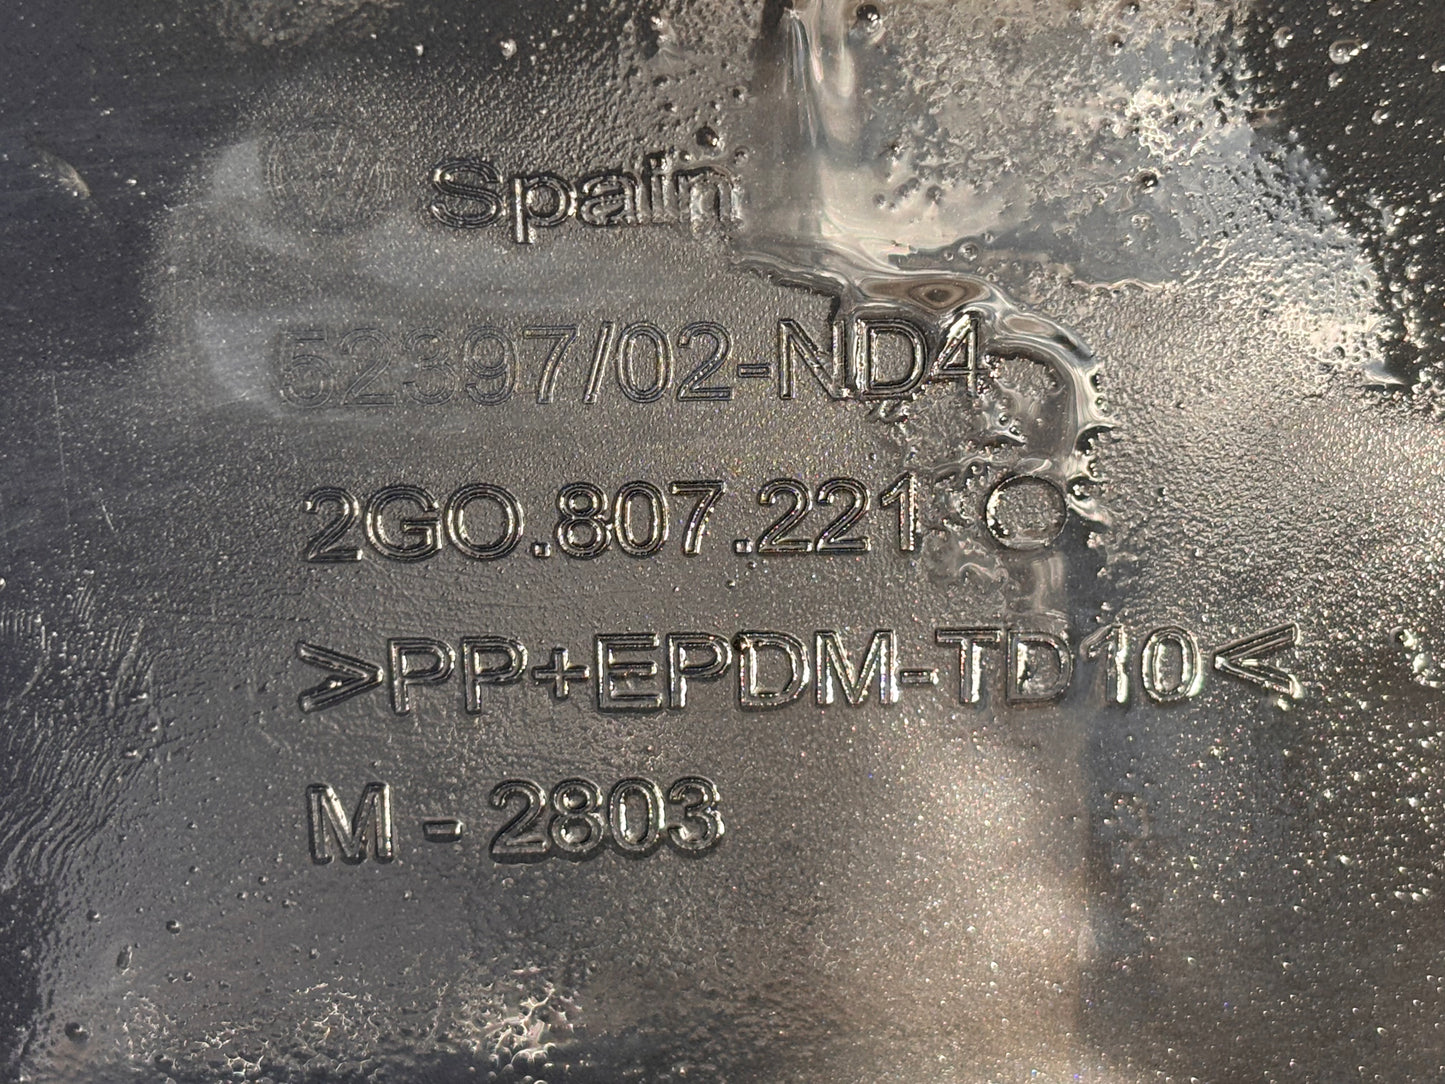 Spain
52397/02-ND4
2GO.807.221 O
>PP+EPDM-TD10<
M - 2803